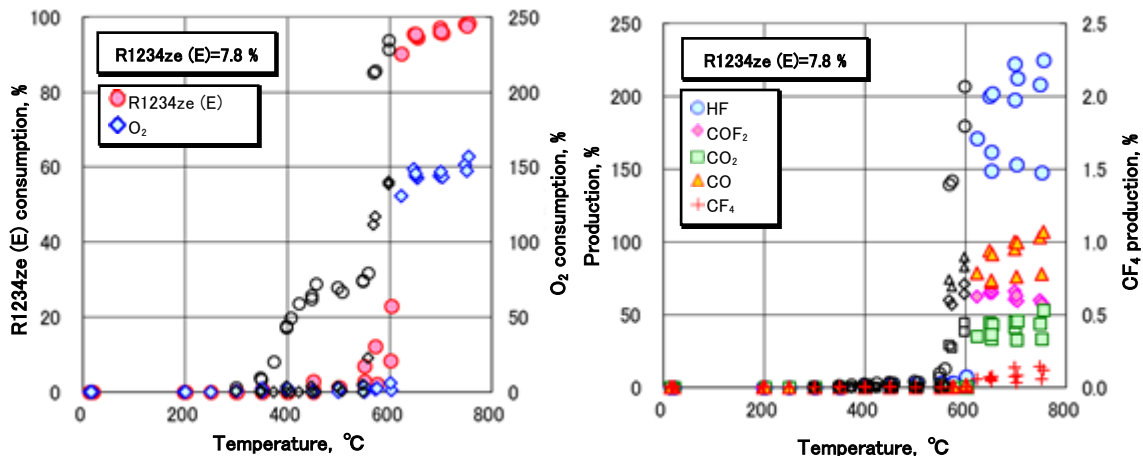 R1234ze (E) consumption, %
100
80
60
40
20
0
R1234ze (E)=7.8 %
R1234ze (E)
O₂
250
200
150
100
50
0
O₂ consumption, %
0
200
400
600
800
Temperature, ℃
Production, %
250
200
150
100
50
0
R1234ze (E)=7.8 %
HF
COF₂
CO₂
CO
CF₄
2.5
2.0
1.5
1.0
0.5
0.0
CF₄ production, %
0
200
400
600
800
Temperature, ℃